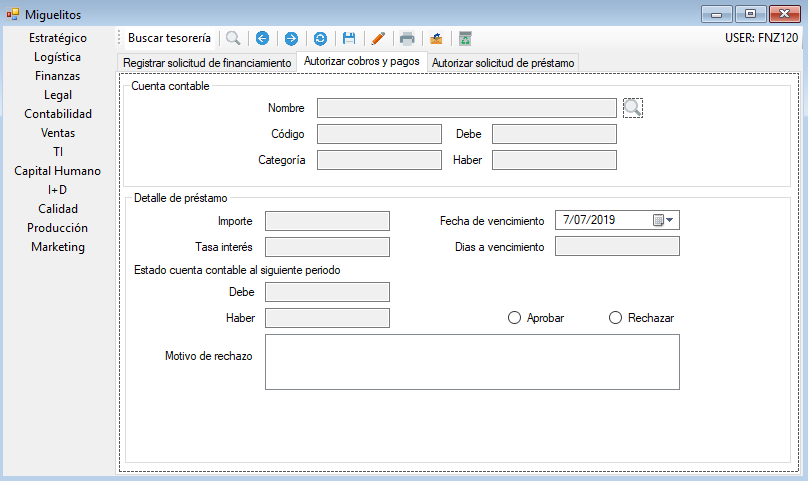 Miguelitos
Buscar tesorería
USER: FNZ120
Estratégico
Logística
Finanzas
Legal
Contabilidad
Ventas
TI
Capital Humano
I+D
Calidad
Producción
Marketing
Registrar solicitud de financiamiento
Autorizar cobros y pagos
Autorizar solicitud de préstamo
Cuenta contable
Nombre
Código
Debe
Categoría
Haber
Detalle de préstamo
Importe
Fecha de vencimiento
7/07/2019
Tasa interés
Dias a vencimiento
Estado cuenta contable al siguiente periodo
Debe
Haber
Aprobar
Rechazar
Motivo de rechazo